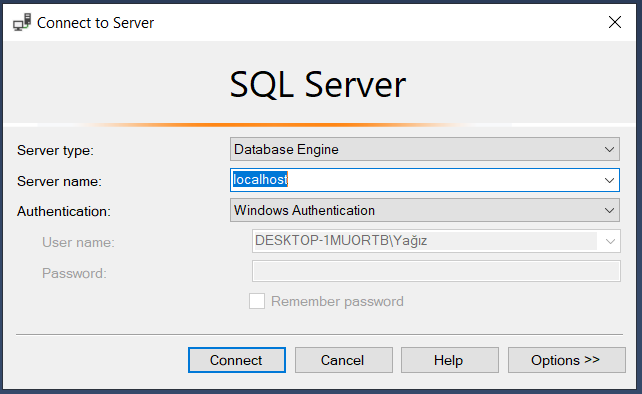 Connect to Server
SQL Server
Server type: Database Engine
Server name: localhost
Authentication: Windows Authentication
User name: DESKTOP-1MUORTB\Yağız
Password:
Remember password
Connect Cancel Help Options >>